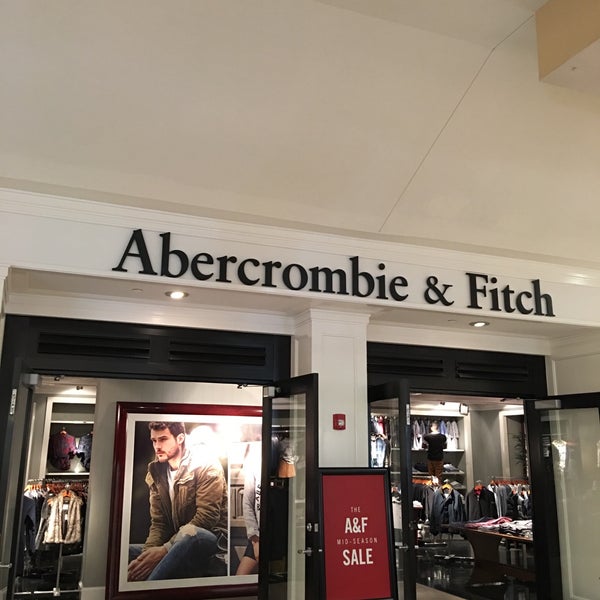 Abercrombie & Fitch
THE
A&F
MID-SEASON
SALE